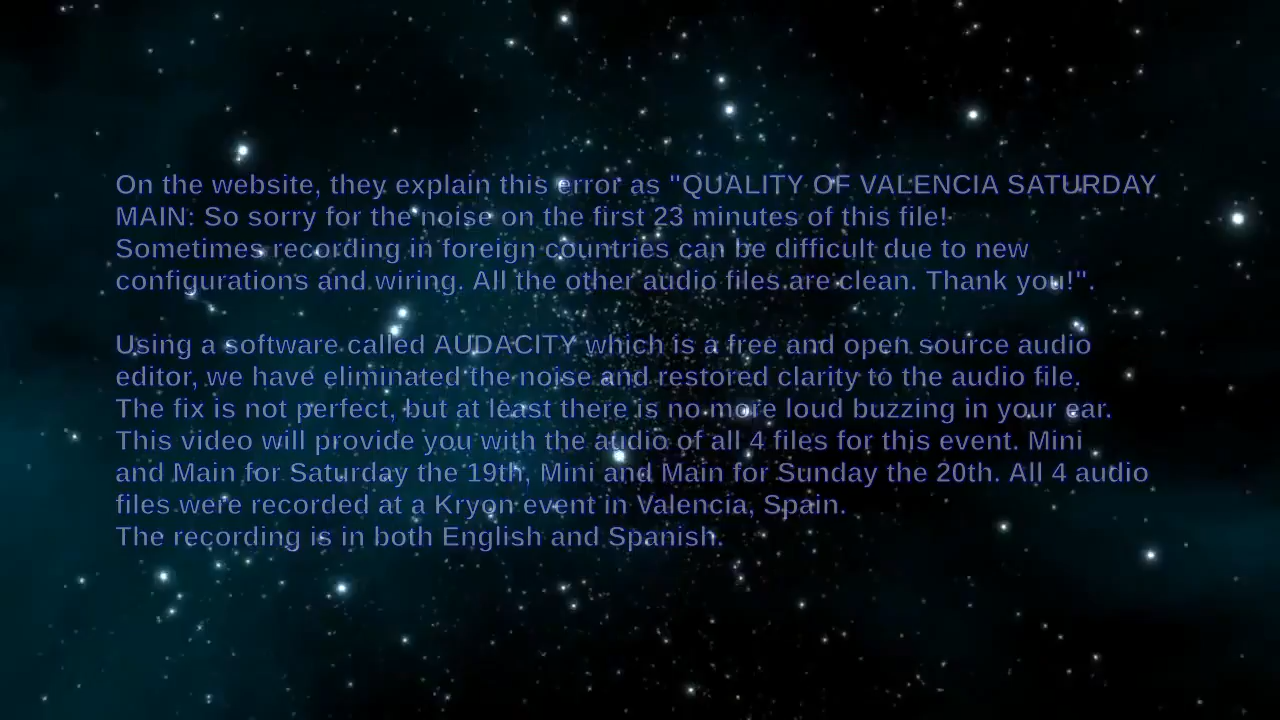 On the website, they explain this error as "QUALITY OF VALENCIA SATURDAY
MAIN: So sorry for the noise on the first 23 minutes of this file!
Sometimes recording in foreign countries can be difficult due to new
configurations and wiring. All the other audio files are clean. Thank you!".
Using a software called AUDACITY which is a free and open source audio
editor, we have eliminated the noise and restored clarity to the audio file.
The fix is not perfect, but at least there is no more loud buzzing in your ear.
This video will provide you with the audio of all 4 files for this event. Mini
and Main for Saturday the 19th, Mini and Main for Sunday the 20th. All 4 audio
files were recorded at a Kryon event in Valencia, Spain.
The recording is in both English and Spanish.